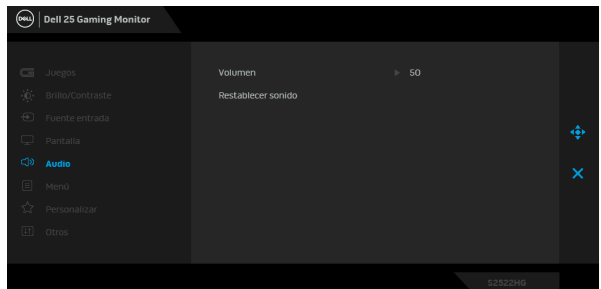 DELL
Dell 25 Gaming Monitor
Juegos
Brillo/Contraste
Fuente entrada
Pantalla
Audio
Menú
Personalizar
Otros
Volumen 50
Restablecer sonido
S2522HG